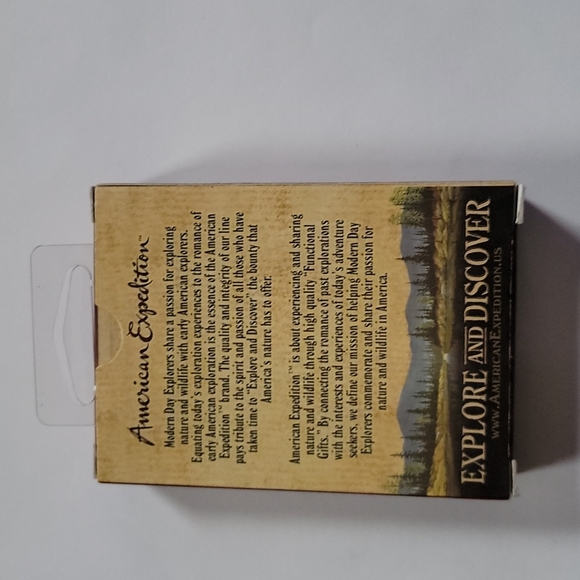 American Expedition™
Modern Day Explorers share a passion for exploring
nature and wildlife with early American explorers.
Equating today's exploration experiences to the romance of
early American exploration is the essence of the American
Expedition™ brand. The quality and integrity of our line
pays tribute to the spirit and passion of all those who have
taken time to "Explore and Discover" the bounty that
America's nature has to offer.
American Expedition™ is about experiencing and sharing
nature and wildlife through high quality "Functional
Gifts." By connecting the romance of past explorations
with the interests and experiences of today's adventure
seekers, we define our mission of helping Modern Day
Explorers commemorate and share their passion for
nature and wildlife in America.
EXPLORE AND DISCOVER
WWW.AMERICANEXPEDITION.US